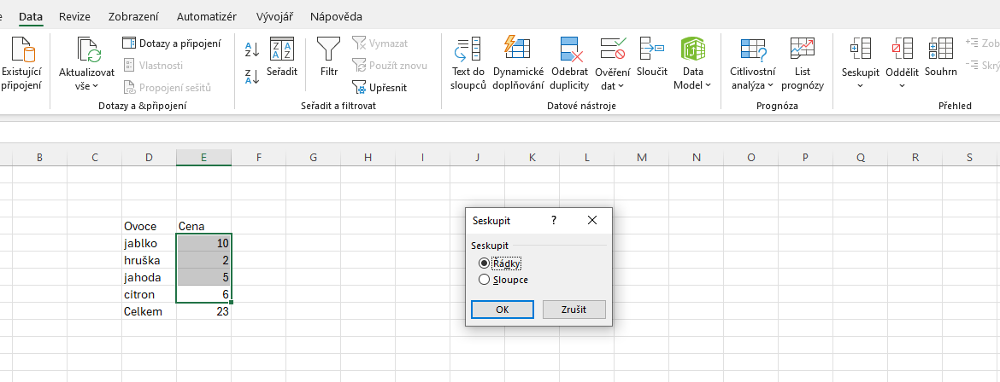 Data Revize Zobrazení Automatizér Vývojář Nápověda
Existující připojení
Aktualizovat vše
Dotazy a připojení
Vlastnosti
Propojení sešitů
Dotazy a &připojení
Seřadit
Filtr
Vymazat
Použít znovu
Upřesnit
Seřadit a filtrovat
Text do sloupců
Dynamické doplňování
Odebrat duplicity
Ověření dat
Sloučit
Data Model
Datové nástroje
Citlivostní analýza
List prognózy
Prognóza
Seskupit
Oddělit
Souhrn
Přehled
B C D E F G H I J K L M N O P Q R S
Ovoce Cena
jablko 10
hruška 2
jahoda 5
citron 6
Celkem 23
Seskupit ?
Seskupit
Řádky
Sloupce
OK Zrušit